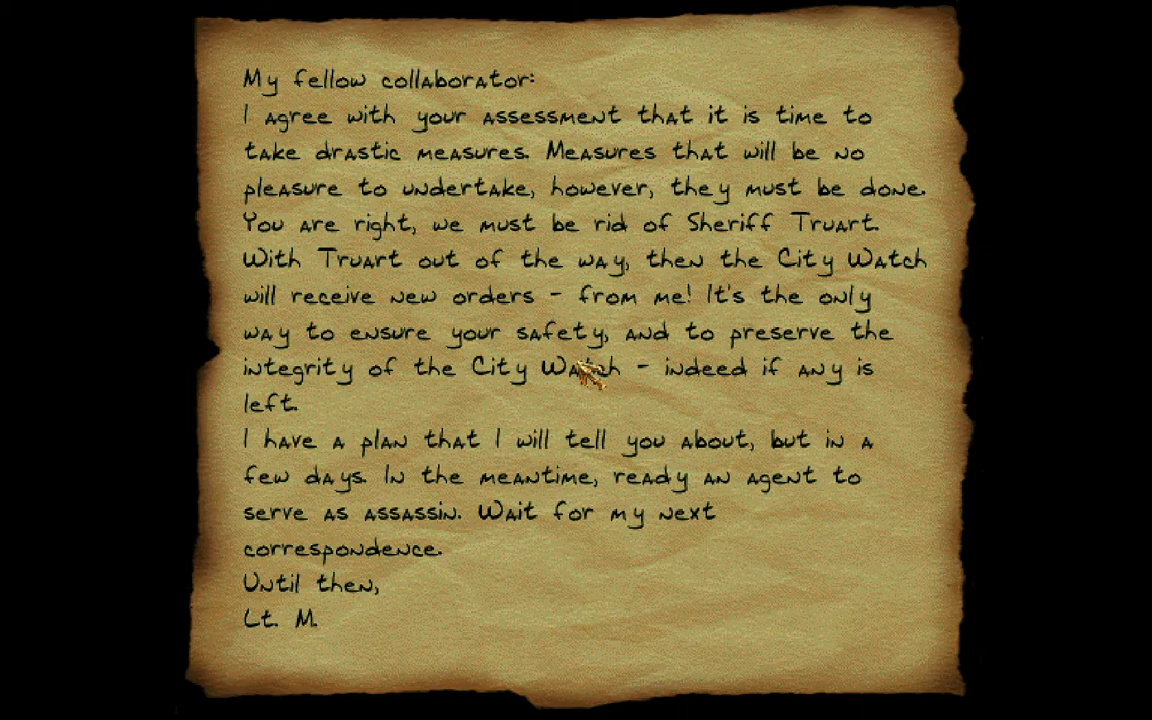 My fellow collaborator:
I agree with your assessment that it is time to
take drastic measures. Measures that will be no
pleasure to undertake, however, they must be done.
You are right, we must be rid of Sheriff Truart.
With Truart out of the way, then the City Watch
will receive new orders - from me! It's the only
way to ensure your safety, and to preserve the
integrity of the City Watch - indeed if any is
left.
I have a plan that I will tell you about, but in a
few days. In the meantime, ready an agent to
serve as assassin. Wait for my next
correspondence.
Until then,
Lt. M.